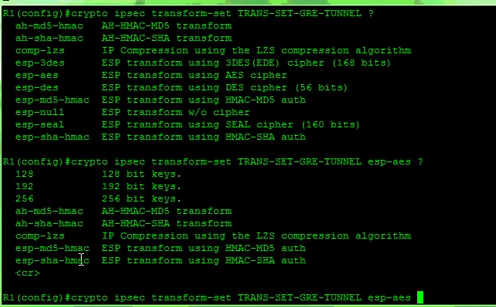 R1(config)#crypto ipsec transform-set TRANS-SET-GRE-TUNNEL ?
ah-md5-hmac AH-HMAC-MD5 transform
ah-sha-hmac AH-HMAC-SHA transform
comp-lzs IP Compression using the LZS compression algorithm
esp-3des ESP transform using 3DES(EDE) cipher (168 bits)
esp-aes ESP transform using AES cipher
esp-des ESP transform using DES cipher (56 bits)
esp-md5-hmac ESP transform using HMAC-MD5 auth
esp-null ESP transform w/o cipher
esp-seal ESP transform using SEAL cipher (160 bits)
esp-sha-hmac ESP transform using HMAC-SHA auth
R1(config)#crypto ipsec transform-set TRANS-SET-GRE-TUNNEL esp-aes ?
128 128 bit keys.
192 192 bit keys.
256 256 bit keys.
ah-md5-hmac AH-HMAC-MD5 transform
ah-sha-hmac AH-HMAC-SHA transform
comp-lzs IP Compression using the LZS compression algorithm
esp-md5-hmac ESP transform using HMAC-MD5 auth
esp-sha-hmac ESP transform using HMAC-SHA auth
<cr>
R1(config)#crypto ipsec transform-set TRANS-SET-GRE-TUNNEL esp-aes